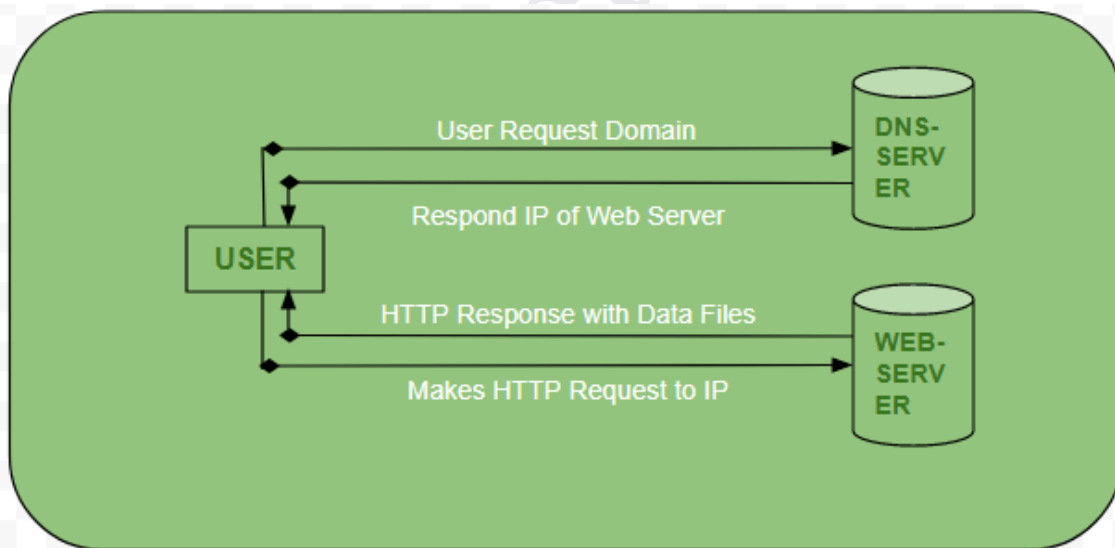 User Request Domain
DNS-
SERV
ER
Respond IP of Web Server
USER
HTTP Response with Data Files
WEB-
SERV
ER
Makes HTTP Request to IP